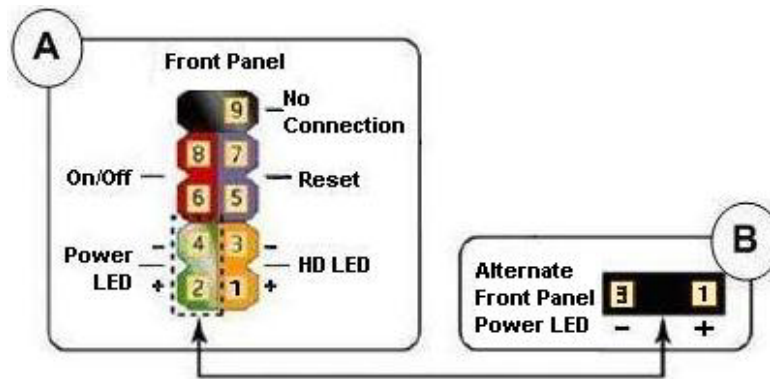 A
Front Panel
9
No
Connection
8 7
On/Off
Reset
6 5
- 4 3 -
Power
LED
HD LED
+ 2 1 +
B
Alternate
Front Panel
Power LED
3 1
- +